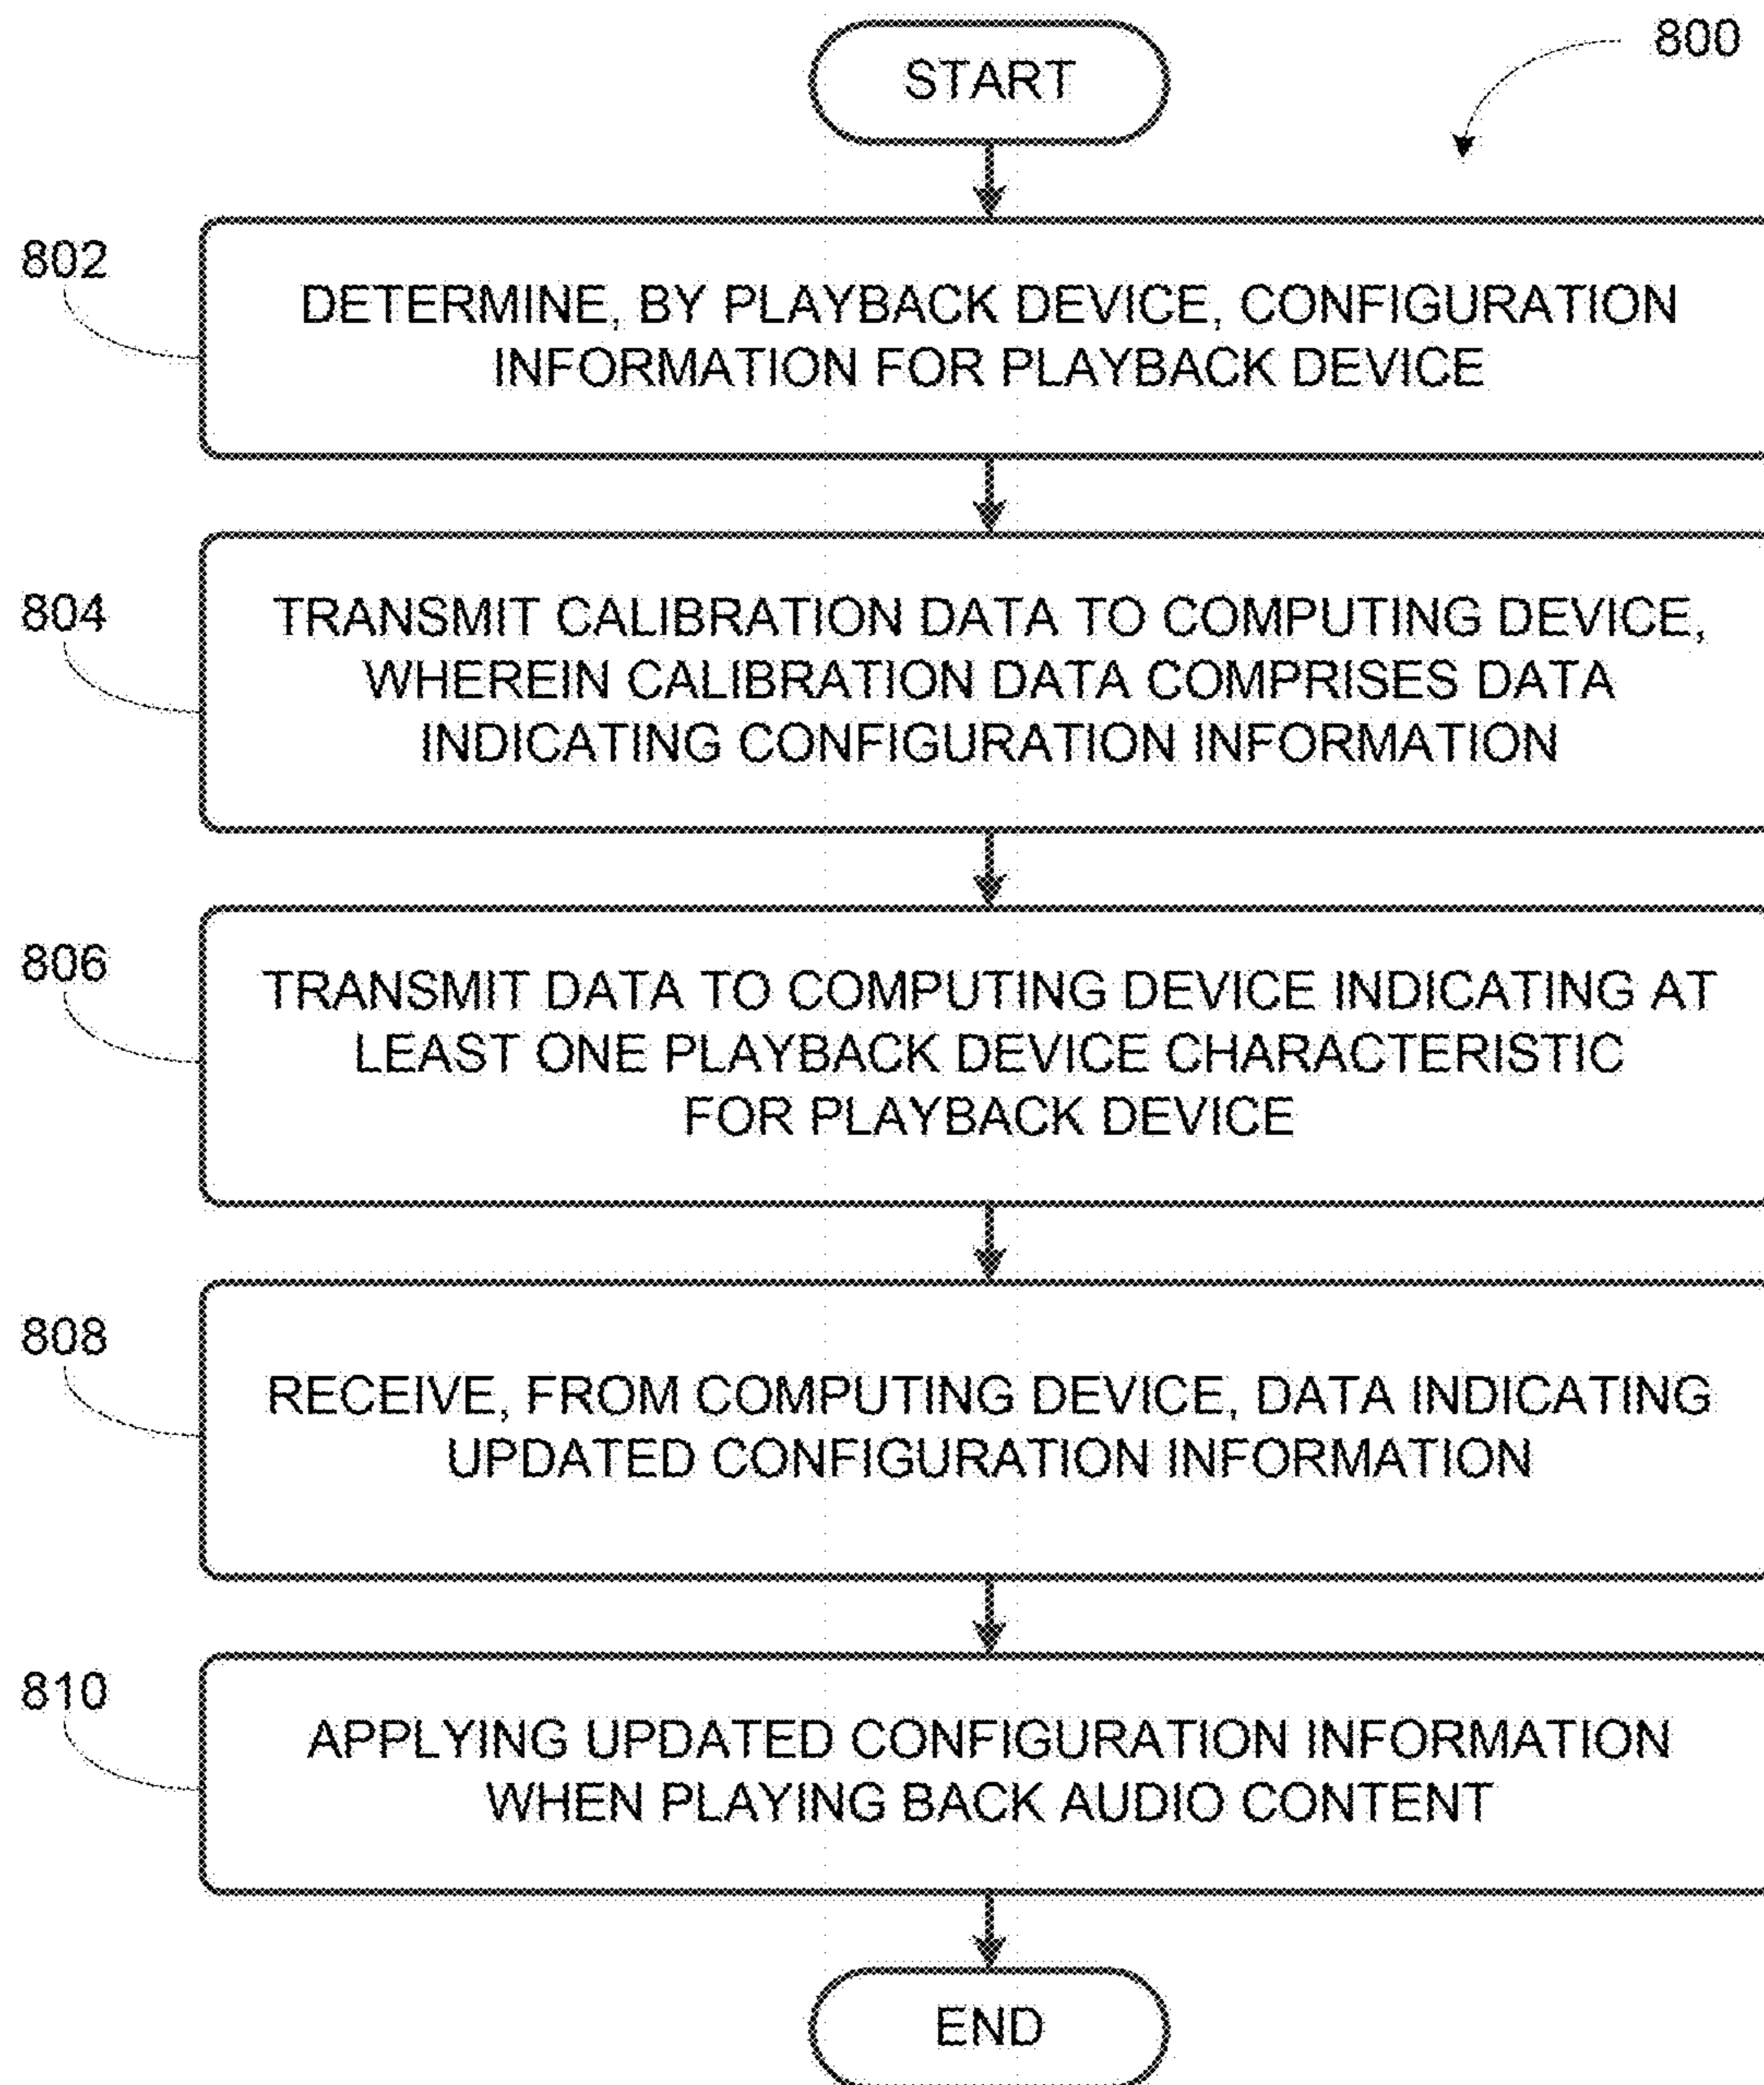 START
800
802
DETERMINE, BY PLAYBACK DEVICE, CONFIGURATION
INFORMATION FOR PLAYBACK DEVICE
804
TRANSMIT CALIBRATION DATA TO COMPUTING DEVICE,
WHEREIN CALIBRATION DATA COMPRISES DATA
INDICATING CONFIGURATION INFORMATION
806
TRANSMIT DATA TO COMPUTING DEVICE INDICATING AT
LEAST ONE PLAYBACK DEVICE CHARACTERISTIC
FOR PLAYBACK DEVICE
808
RECEIVE, FROM COMPUTING DEVICE, DATA INDICATING
UPDATED CONFIGURATION INFORMATION
810
APPLYING UPDATED CONFIGURATION INFORMATION
WHEN PLAYING BACK AUDIO CONTENT
END